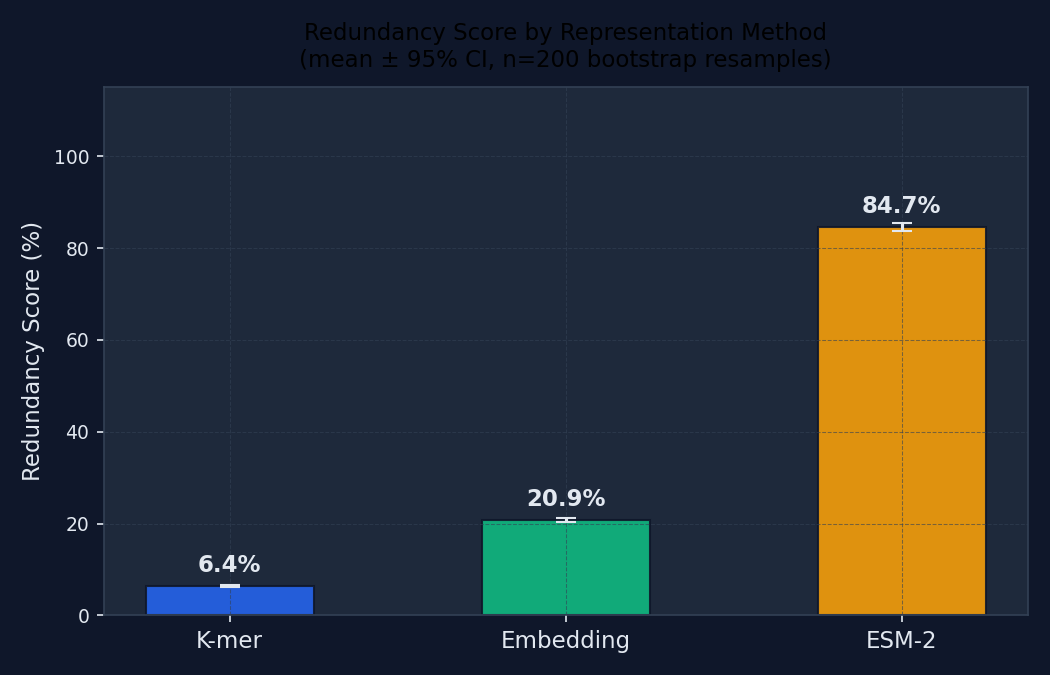 Redundancy Score by Representation Method
(mean ± 95% CI, n=200 bootstrap resamples)
Redundancy Score (%)
100
80
60
40
20
0
6.4%
20.9%
84.7%
K-mer
Embedding
ESM-2